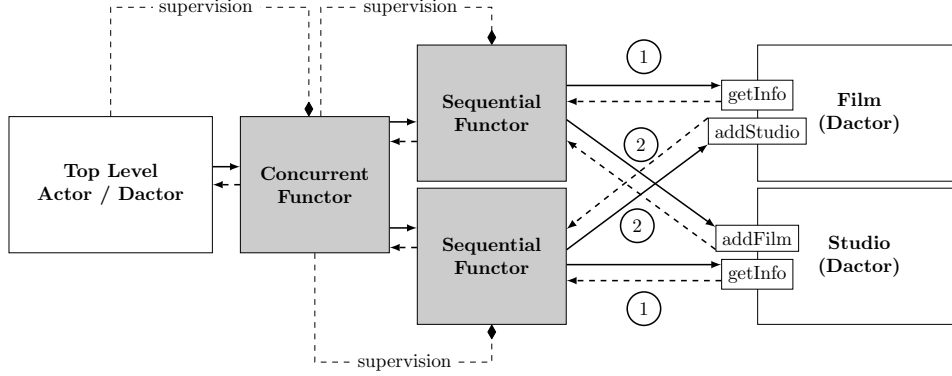 supervision
supervision
1
Sequential
Functor
getInfo
Film
(Dactor)
addStudio
2
Top Level
Actor / Dactor
Concurrent
Functor
2
Sequential
Functor
addFilm
getInfo
Studio
(Dactor)
1
supervision